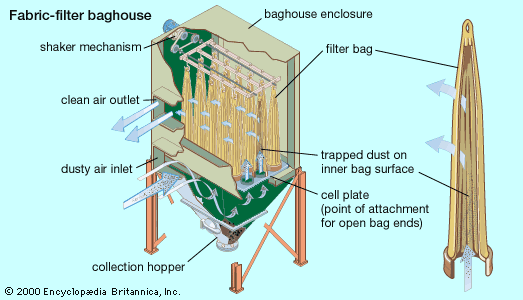 Fabric-filter baghouse
baghouse enclosure
shaker mechanism
filter bag
clean air outlet
dusty air inlet
trapped dust on
inner bag surface
cell plate
(point of attachment
for open bag ends)
collection hopper
© 2000 Encyclopædia Britannica, Inc.